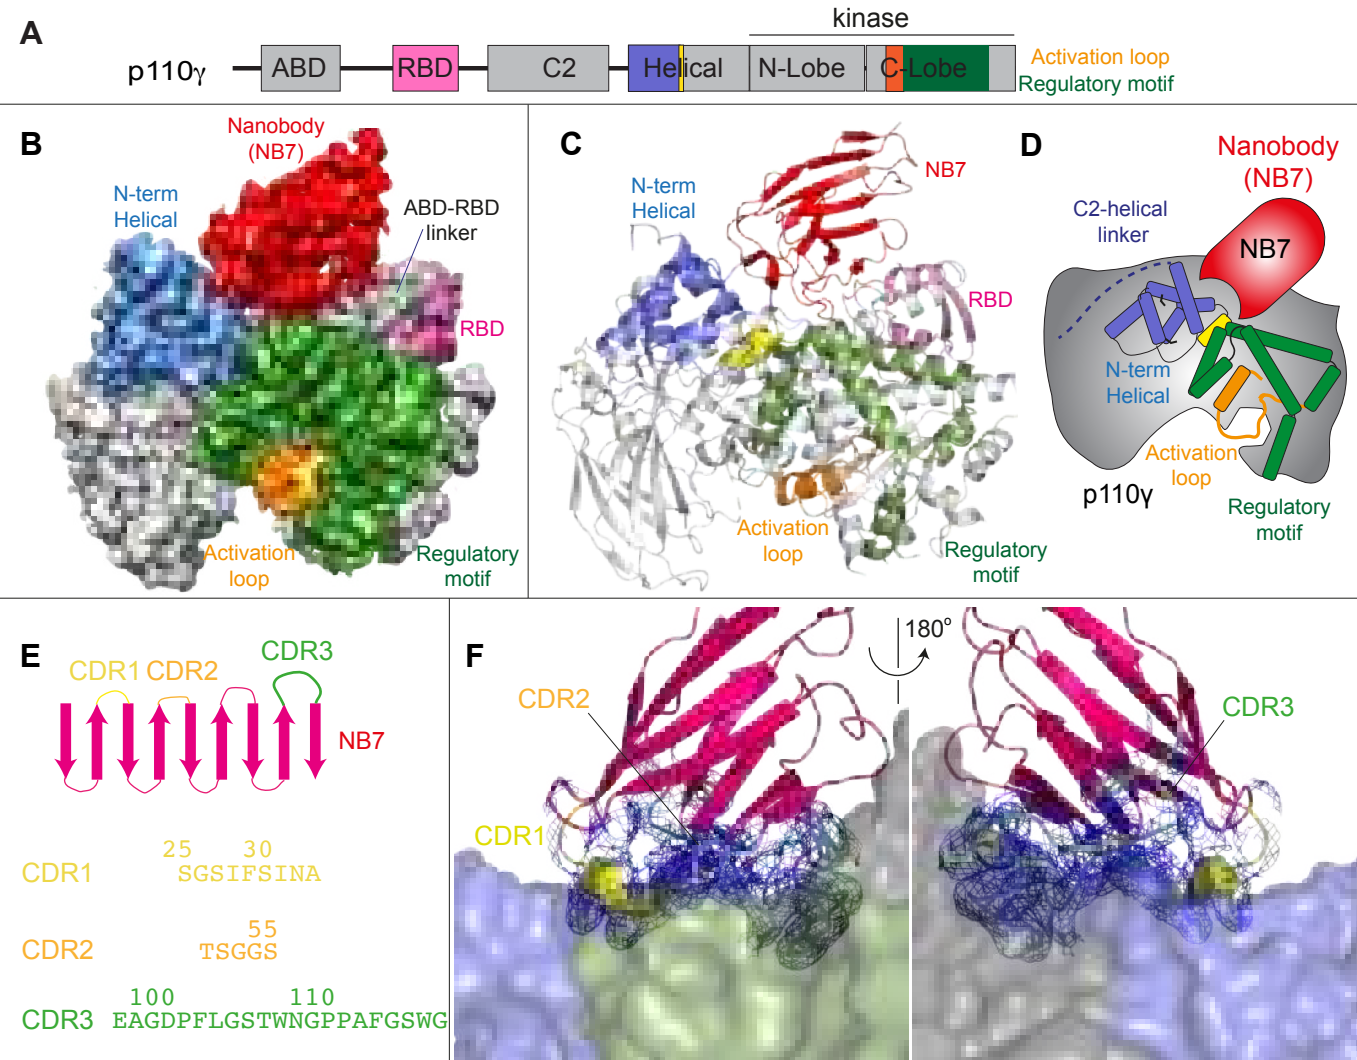 A
kinase
p110γ
ABD
RBD
C2
Helical
N-Lobe
C-Lobe
Activation loop
Regulatory motif
B
Nanobody
(NB7)
N-term
Helical
ABD-RBD
linker
RBD
Activation
loop
Regulatory
motif
C
N-term
Helical
NB7
RBD
Activation
loop
Regulatory
motif
D
Nanobody
(NB7)
C2-helical
linker
NB7
N-term
Helical
Activation
loop
p110γ
Regulatory
motif
E
CDR1 CDR2
CDR3
NB7
25 30
CDR1 SGSIFSINA
55
CDR2 TSGGS
100 110
CDR3 EAGDPFLGSTWNGPPAFGSWG
F
180°
CDR2
CDR3
CDR1